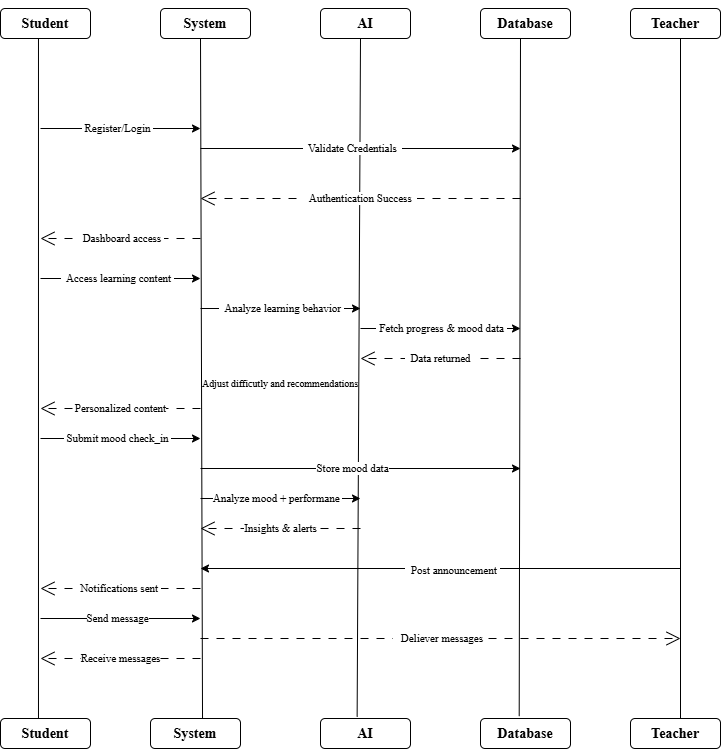 Student
System
AI
Database
Teacher
Register/Login
Validate Credentials
Authentication Success
Dashboard access
Access learning content
Analyze learning behavior
Fetch progress & mood data
Data returned
Adjust difficutly and recommendations
Personalized content
Submit mood check_in
Store mood data
Analyze mood + performane
Insights & alerts
Post announcement
Notifications sent
Send message
Deliever messages
Receive messages
Student
System
AI
Database
Teacher